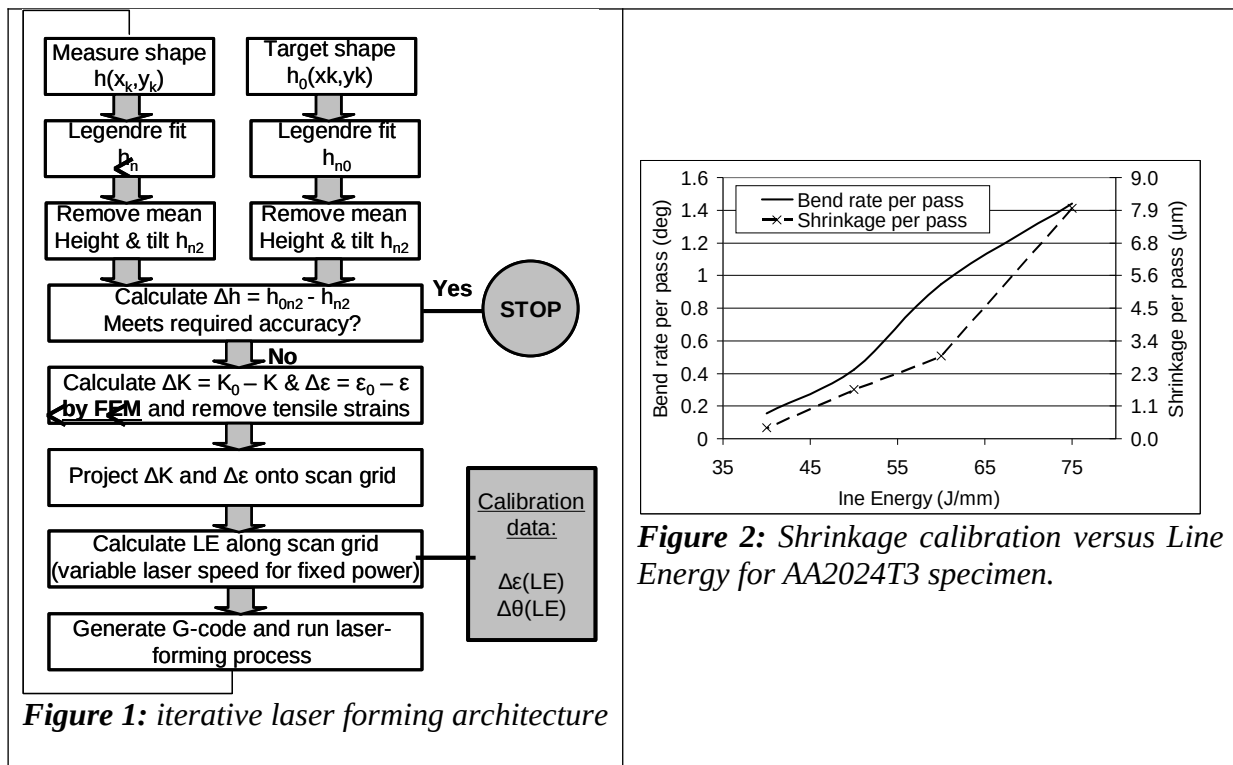 Measure shape
h(xk,yk)
Target shape
h0(xk,yk)
Legendre fit
hn
Legendre fit
hn0
Remove mean
Height & tilt hn2
Remove mean
Height & tilt hn2
Calculate Δh = h0n2 - hn2
Meets required accuracy?
Yes
STOP
No
Calculate ΔK = K0 – K & Δε = ε0 – ε
by FEM and remove tensile strains
Project ΔK and Δε onto scan grid
Calculate LE along scan grid
(variable laser speed for fixed power)
Calibration
data:
Δε(LE)
Δθ(LE)
Generate G-code and run laser-
forming process
Figure 1: iterative laser forming architecture
Bend rate per pass
Shrinkage per pass
Bend rate per pass (deg)
1.6
1.4
1.2
1
0.8
0.6
0.4
0.2
0
9.0
7.9
6.8
5.6
4.5
3.4
2.3
1.1
0.0
Shrinkage per pass (μm)
35 45 55 65 75
lne Energy (J/mm)
Figure 2: Shrinkage calibration versus Line
Energy for AA2024T3 specimen.